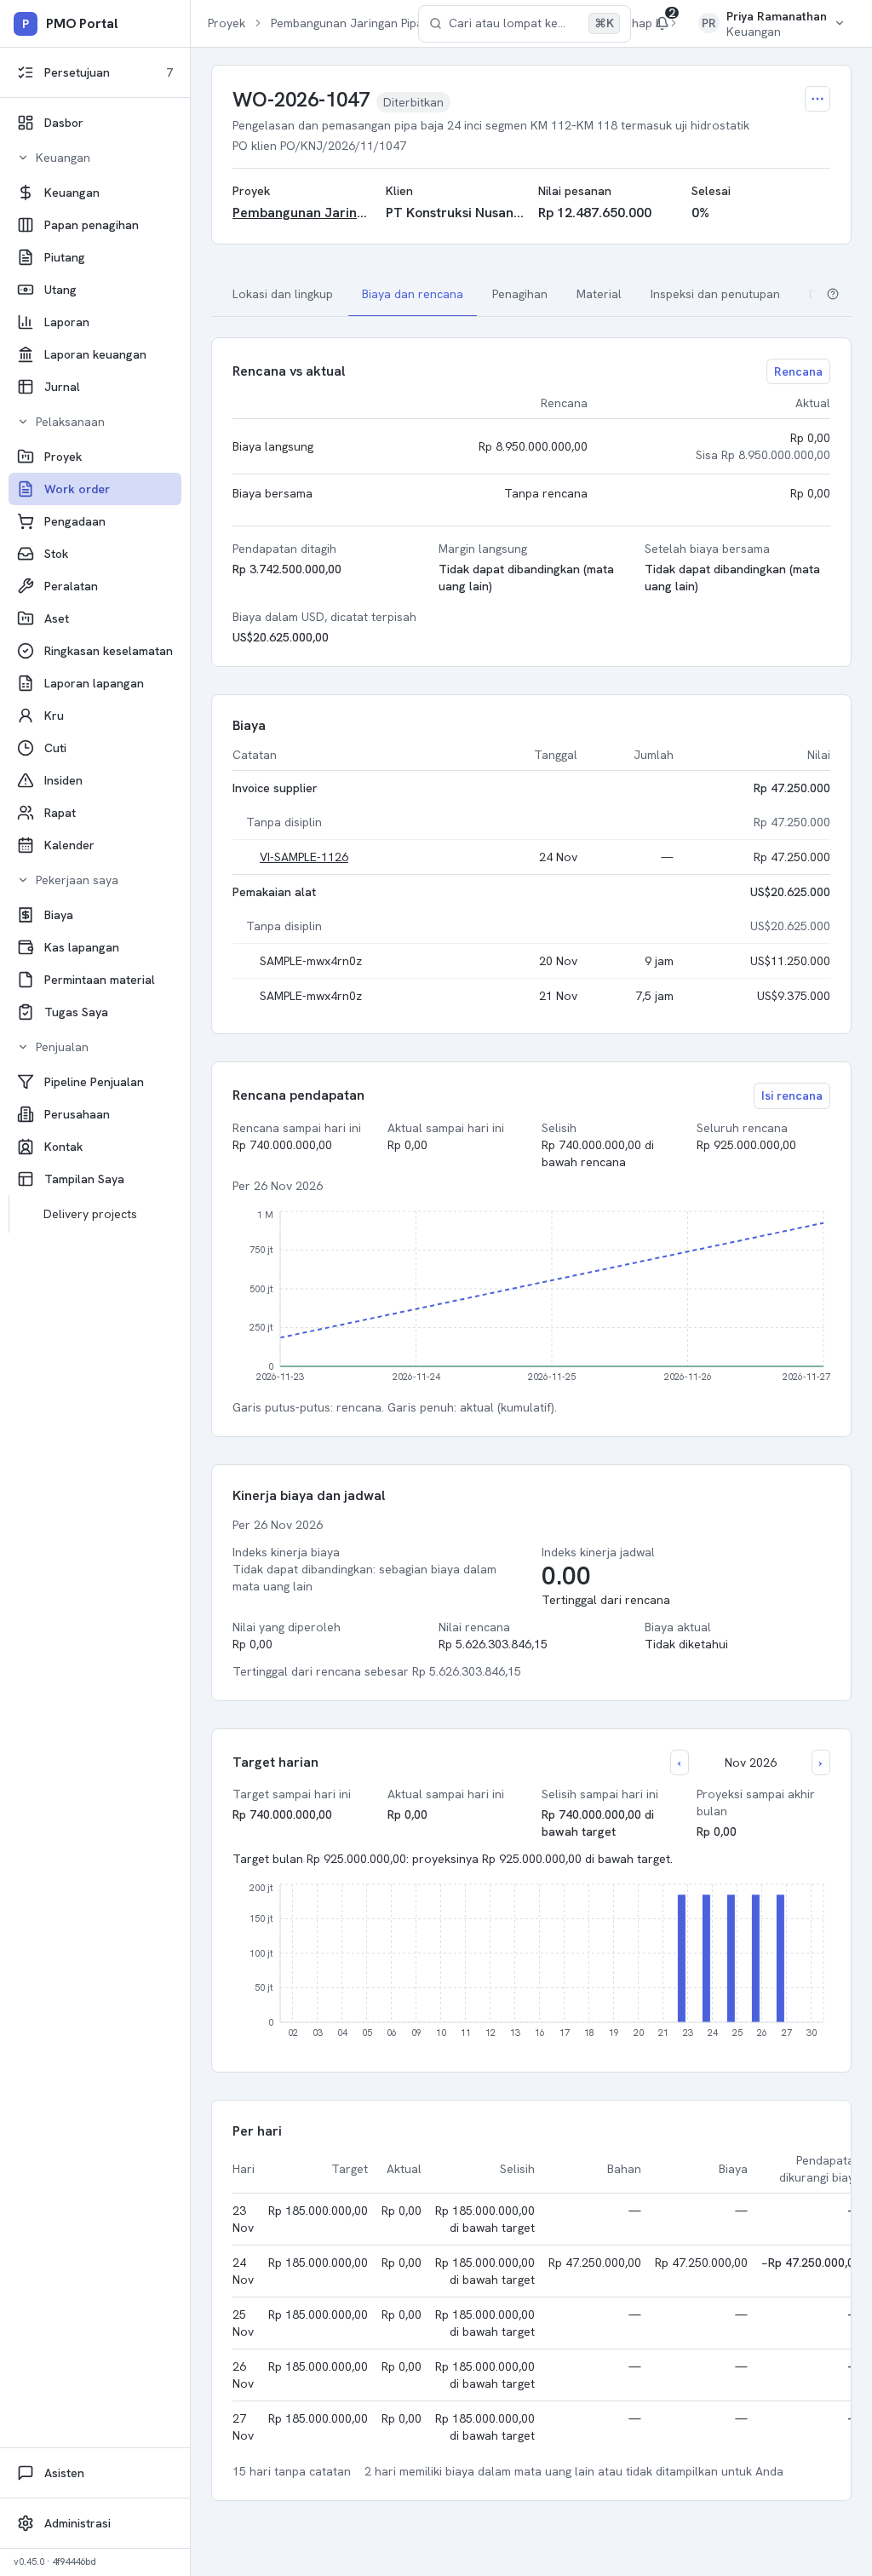 P PMO Portal
Proyek
Pembangunan Jaringan Pipa
Cari atau lompat ke...
⌘K
hap
2
PR
Priya Ramanathan
Keuangan
Persetujuan 7
Dasbor
Keuangan
Keuangan
Papan penagihan
Piutang
Utang
Laporan
Laporan keuangan
Jurnal
Pelaksanaan
Proyek
Work order
Pengadaan
Stok
Peralatan
Aset
Ringkasan keselamatan
Laporan lapangan
Kru
Cuti
Insiden
Rapat
Kalender
Pekerjaan saya
Biaya
Kas lapangan
Permintaan material
Tugas Saya
Penjualan
Pipeline Penjualan
Perusahaan
Kontak
Tampilan Saya
Delivery projects
Asisten
Administrasi
v0.45.0 · 4f94446bd
WO-2026-1047 Diterbitkan
Pengelasan dan pemasangan pipa baja 24 inci segmen KM 112–KM 118 termasuk uji hidrostatik
PO klien PO/KNJ/2026/11/1047
Proyek Klien Nilai pesanan Selesai
Pembangunan Jarin... PT Konstruksi Nusan... Rp 12.487.650.000 0%
Lokasi dan lingkup Biaya dan rencana Penagihan Material Inspeksi dan penutupan
Rencana vs aktual Rencana
Rencana Aktual
Biaya langsung Rp 8.950.000.000,00 Rp 0,00
Sisa Rp 8.950.000.000,00
Biaya bersama Tanpa rencana Rp 0,00
Pendapatan ditagih Margin langsung Setelah biaya bersama
Rp 3.742.500.000,00 Tidak dapat dibandingkan (mata Tidak dapat dibandingkan (mata
uang lain) uang lain)
Biaya dalam USD, dicatat terpisah
US$20.625.000,00
Biaya
Catatan Tanggal Jumlah Nilai
Invoice supplier Rp 47.250.000
Tanpa disiplin Rp 47.250.000
VI-SAMPLE-1126 24 Nov — Rp 47.250.000
Pemakaian alat US$20.625.000
Tanpa disiplin US$20.625.000
SAMPLE-mwx4rn0z 20 Nov 9 jam US$11.250.000
SAMPLE-mwx4rn0z 21 Nov 7,5 jam US$9.375.000
Rencana pendapatan Isi rencana
Rencana sampai hari ini Aktual sampai hari ini Selisih Seluruh rencana
Rp 740.000.000,00 Rp 0,00 Rp 740.000.000,00 di Rp 925.000.000,00
bawah rencana
Per 26 Nov 2026
1 M
750 jt
500 jt
250 jt
0
2026-11-23 2026-11-24 2026-11-25 2026-11-26 2026-11-27
Garis putus-putus: rencana. Garis penuh: aktual (kumulatif).
Kinerja biaya dan jadwal
Per 26 Nov 2026
Indeks kinerja biaya Indeks kinerja jadwal
Tidak dapat dibandingkan: sebagian biaya dalam 0.00
mata uang lain Tertinggal dari rencana
Nilai yang diperoleh Nilai rencana Biaya aktual
Rp 0,00 Rp 5.626.303.846,15 Tidak diketahui
Tertinggal dari rencana sebesar Rp 5.626.303.846,15
Target harian ‹ Nov 2026 ›
Target sampai hari ini Aktual sampai hari ini Selisih sampai hari ini Proyeksi sampai akhir
bulan
Rp 740.000.000,00 Rp 0,00 Rp 740.000.000,00 di Rp 0,00
bawah target
Target bulan Rp 925.000.000,00: proyeksinya Rp 925.000.000,00 di bawah target.
200 jt
150 jt
100 jt
50 jt
0
02 03 04 05 06 09 10 11 12 13 16 17 18 19 20 21 23 24 25 26 27 30
Per hari
Hari Target Aktual Selisih Bahan Biaya Pendapata
dikurangi biay
23 Rp 185.000.000,00 Rp 0,00 Rp 185.000.000,00 — —
Nov di bawah target
24 Rp 185.000.000,00 Rp 0,00 Rp 185.000.000,00 Rp 47.250.000,00 Rp 47.250.000,00 −Rp 47.250.000,0
Nov di bawah target
25 Rp 185.000.000,00 Rp 0,00 Rp 185.000.000,00 — —
Nov di bawah target
26 Rp 185.000.000,00 Rp 0,00 Rp 185.000.000,00 — —
Nov di bawah target
27 Rp 185.000.000,00 Rp 0,00 Rp 185.000.000,00 — —
Nov di bawah target
15 hari tanpa catatan 2 hari memiliki biaya dalam mata uang lain atau tidak ditampilkan untuk Anda